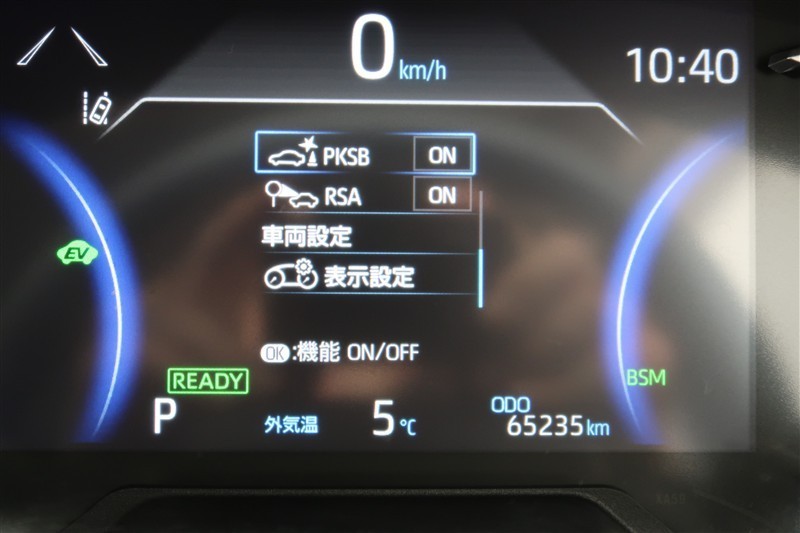 0 km/h
10:40
PKSB ON
RSA ON
車両設定
表示設定
EV
OK:機能 ON/OFF
READY
BSM
P
外気温 5℃
ODO
65235 km